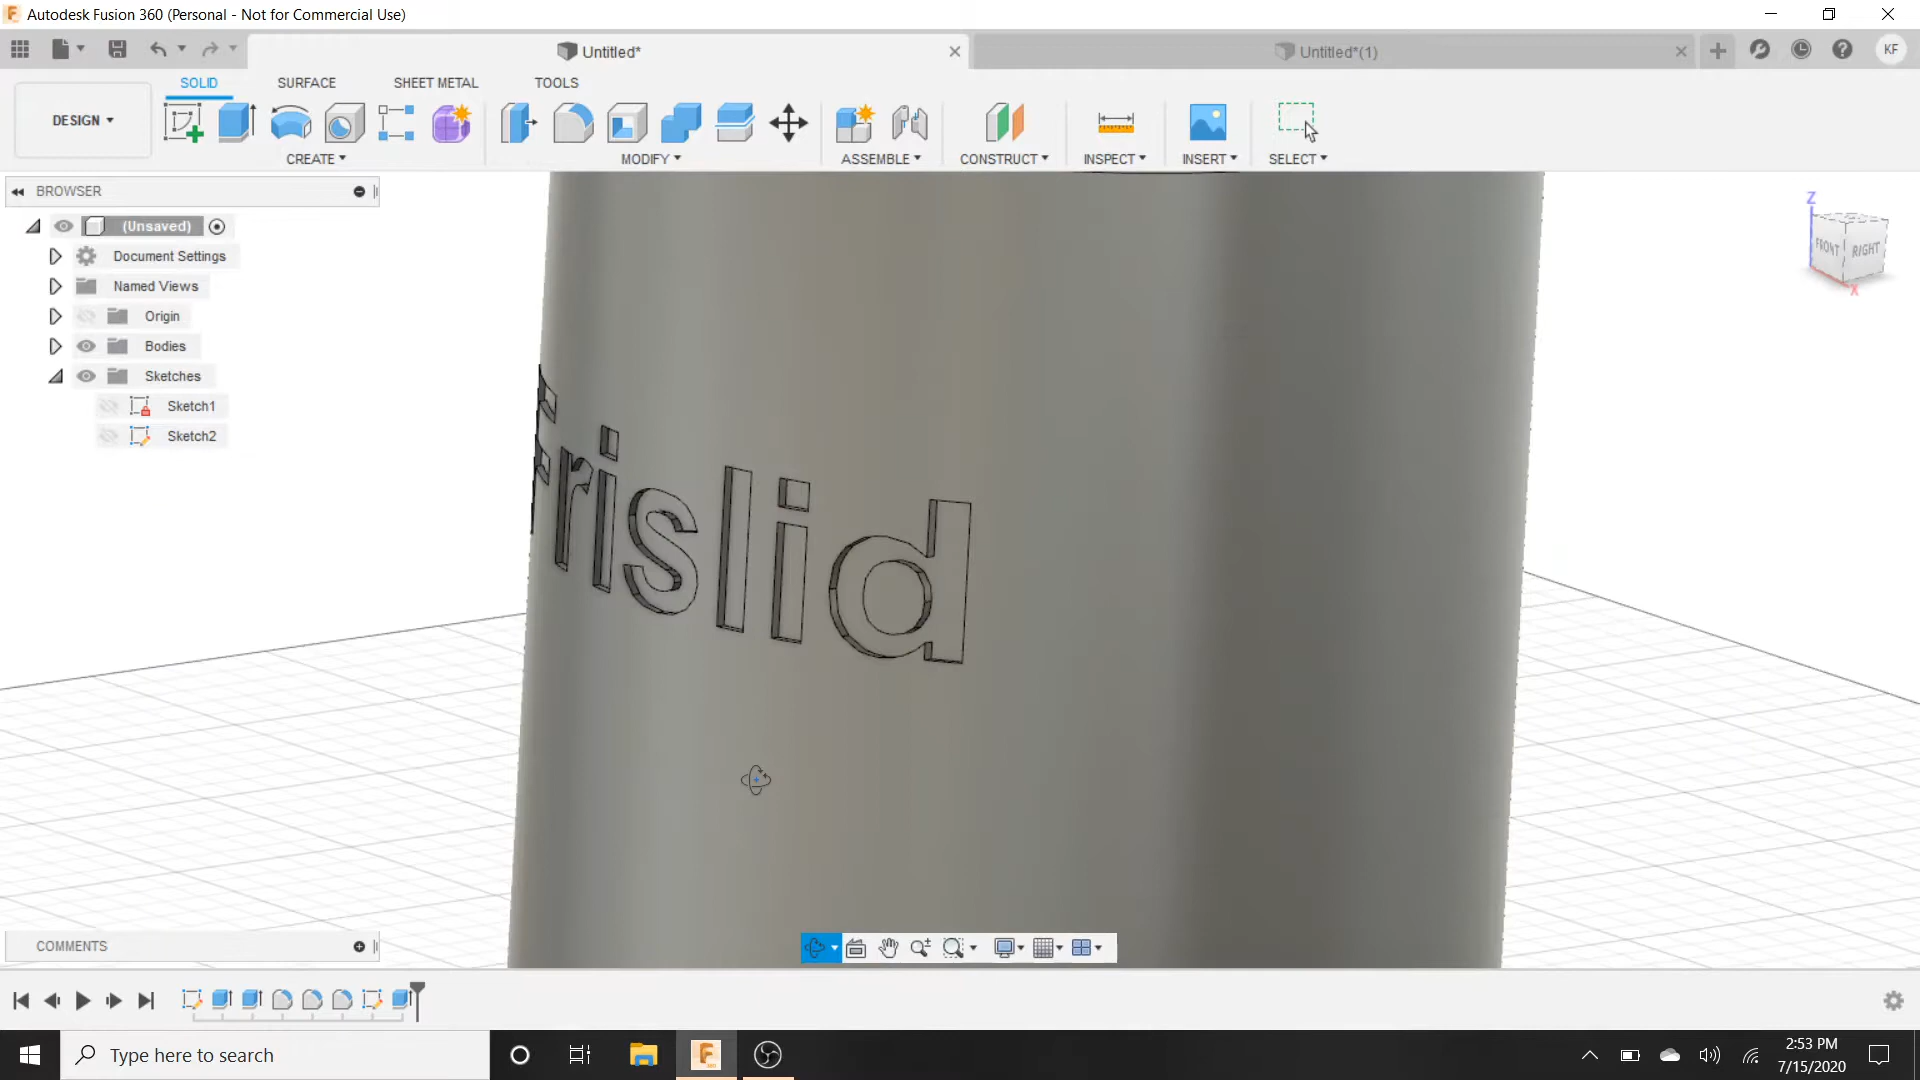 Autodesk Fusion 360 (Personal - Not for Commercial Use)
Untitled*
Untitled*(1)
KF
SOLID
SURFACE
SHEET METAL
TOOLS
DESIGN
CREATE
MODIFY
ASSEMBLE
CONSTRUCT
INSPECT
INSERT
SELECT
BROWSER
(Unsaved)
Document Settings
Named Views
Origin
Bodies
Sketches
Sketch1
Sketch2
Z
FRONT
RIGHT
X
Frislid
COMMENTS
Type here to search
2:53 PM
7/15/2020